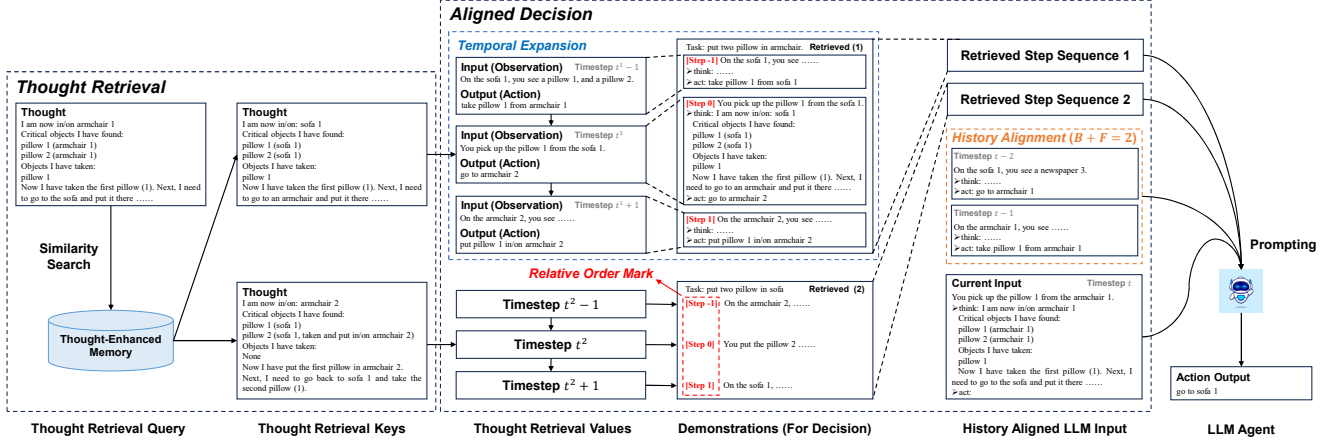 Thought Retrieval
Thought
I am now in/on armchair 1
Critical objects I have found:
pillow 1 (armchair 1)
pillow 2 (armchair 1)
Objects I have taken:
pillow 1
Now I have taken the first pillow (1). Next, I need
to go to the sofa and put it there ……
Similarity
Search
Thought-Enhanced
Memory
Thought
I am now in/on: sofa 1
Critical objects I have found:
pillow 1 (sofa 1)
pillow 2 (sofa 1)
Objects I have taken:
pillow 1
Now I have taken the first pillow (1). Next, I need
to go to an armchair and put it there ……
Thought
I am now in/on: armchair 2
Critical objects I have found:
pillow 1 (sofa 1)
pillow 2 (sofa 1, taken and put in/on armchair 2)
Objects I have taken:
None
Now I have put the first pillow in armchair 2.
Next, I need to go back to sofa 1 and take the
second pillow (1).
Aligned Decision
Temporal Expansion
Input (Observation) Timestep t¹ − 1
On the sofa 1, you see a pillow 1, and a pillow 2.
Output (Action)
take pillow 1 from armchair 1
Input (Observation) Timestep t¹
You pick up the pillow 1 from the sofa 1.
Output (Action)
go to armchair 2
Input (Observation) Timestep t¹ + 1
On the armchair 2, you see ……
Output (Action)
put pillow 1 in/on armchair 2
Relative Order Mark
Timestep t² − 1
Timestep t²
Timestep t² + 1
Task: put two pillow in armchair. Retrieved (1)
[Step -1] On the sofa 1, you see ……
➤think: ……
➤act: take pillow 1 from sofa 1
[Step 0] You pick up the pillow 1 from the sofa 1.
➤think: I am now in/on: sofa 1
Critical objects I have found:
pillow 1 (sofa 1)
pillow 2 (sofa 1)
Objects I have taken:
pillow 1
Now I have taken the first pillow (1). Next, I
need to go to an armchair and put it there ……
➤act: go to armchair 2
[Step 1] On the armchair 2, you see ……
➤think: ……
➤act: put pillow 1 in/on armchair 2
Task: put two pillow in sofa Retrieved (2)
[Step -1] On the armchair 2, ……
[Step 0] You put the pillow 2 ……
[Step 1] On the sofa 1, ……
Retrieved Step Sequence 1
Retrieved Step Sequence 2
History Alignment (B + F = 2)
Timestep t − 2
On the sofa 1, you see a newspaper 3.
➤think: ……
➤act: go to armchair 1
Timestep t − 1
On the armchair 1, you see ……
➤think: ……
➤act: take pillow 1 from armchair 1
Current Input Timestep t
You pick up the pillow 1 from the armchair 1.
➤think: I am now in/on armchair 1
Critical objects I have found:
pillow 1 (armchair 1)
pillow 2 (armchair 1)
Objects I have taken:
pillow 1
Now I have taken the first pillow (1). Next, I
need to go to the sofa and put it there ……
➤act:
Prompting
Action Output
go to sofa 1
Thought Retrieval Query
Thought Retrieval Keys
Thought Retrieval Values
Demonstrations (For Decision)
History Aligned LLM Input
LLM Agent